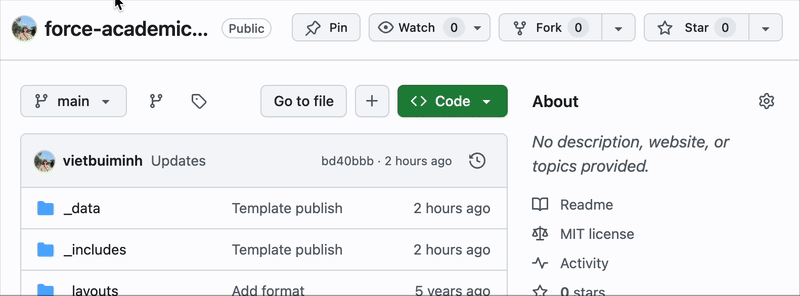 force-academic... Public Pin Watch 0 Fork 0 Star 0
main Go to file Code About
No description, website, or
topics provided.
vietbuiminh Updates bd40bbb · 2 hours ago
_data Template publish 2 hours ago
_includes Template publish 2 hours ago
_layouts Add format 5 years ago
Readme
MIT license
Activity
0 stars